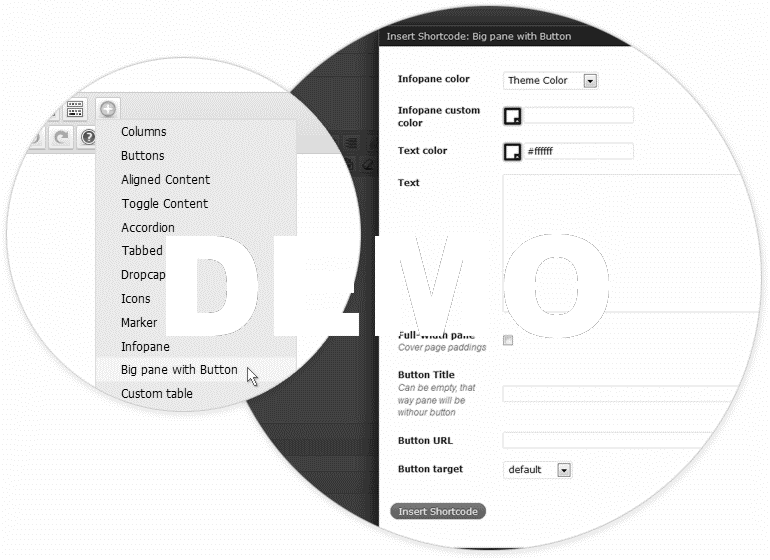 Insert Shortcode: Big pane with Button
Columns
Buttons
Aligned Content
Toggle Content
Accordion
Tabbed
Dropcap
Icons
Marker
Infopane
Big pane with Button
Custom table
Infopane color
Theme Color
Infopane custom
color
Text color
#ffffff
Text
DEMO
Full-Width pane
Cover page paddings
Button Title
Can be empty, that
way pane will be
withour button
Button URL
Button target
default
Insert Shortcode